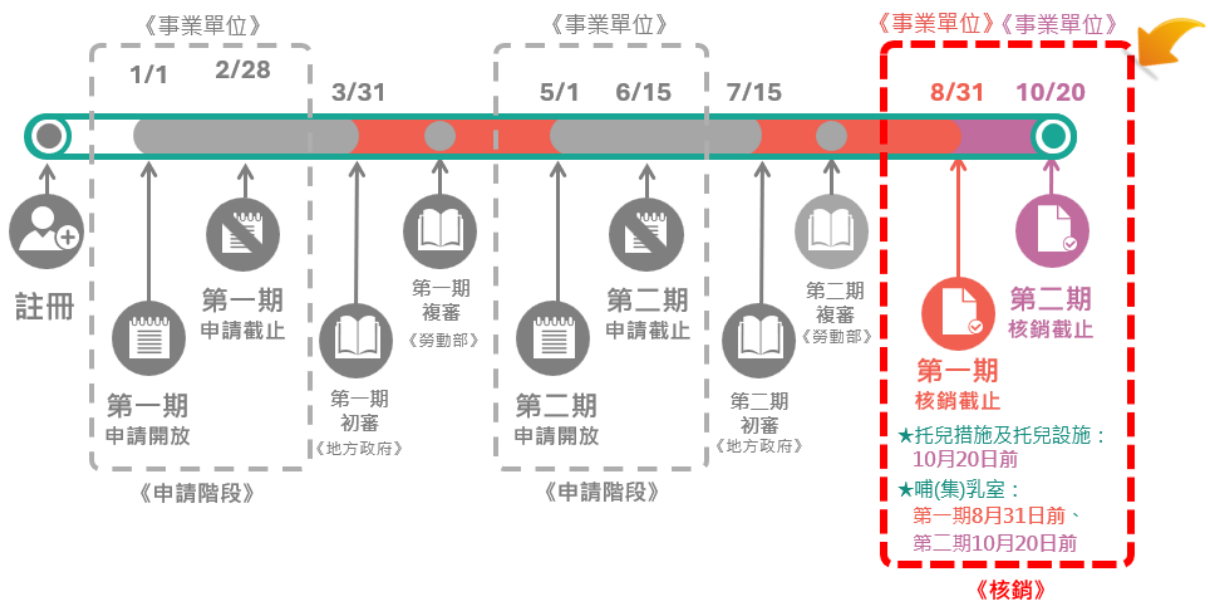 《事業單位》
《事業單位》
《事業單位》《事業單位》
1/1
2/28
3/31
5/1
6/15
7/15
8/31
10/20
註冊
第一期
申請開放
第一期
申請截止
第一期
初審
《地方政府》
第一期
複審
《勞動部》
第二期
申請開放
第二期
申請截止
第二期
初審
《地方政府》
第二期
複審
《勞動部》
第一期
核銷截止
第二期
核銷截止
★托兒措施及托兒設施：
10月20日前
★哺(集)乳室：
第一期8月31日前、
第二期10月20日前
《申請階段》
《申請階段》
《核銷》